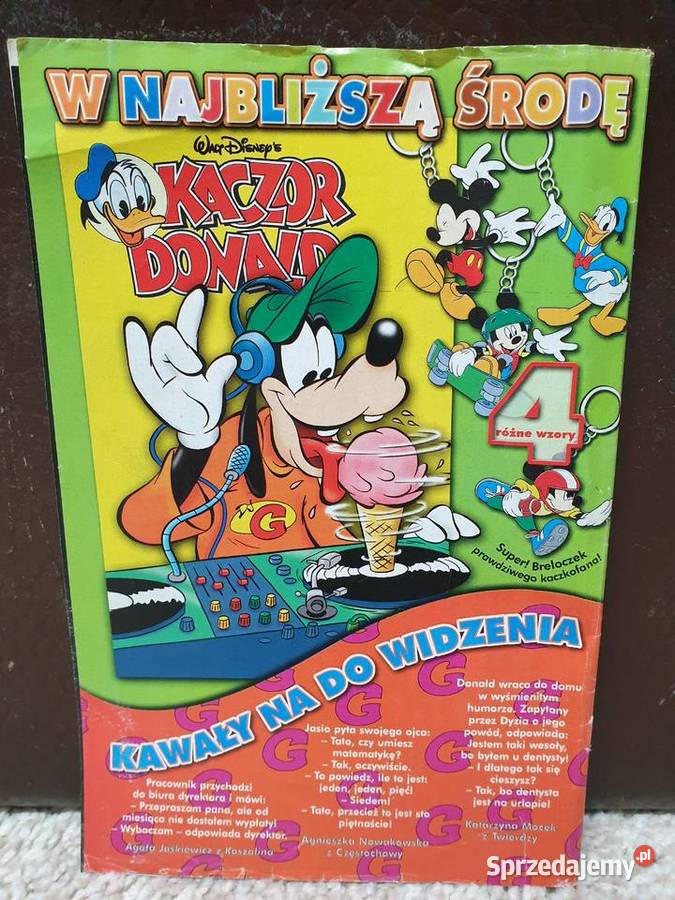 W NAJBLIŻSZĄ ŚRODĘ
WALT DISNEY'S
KACZOR
DONALD
4
różne wzory
Super! Breloczek
prawdziwego kaczkofana!
G
KAWAŁY NA DO WIDZENIA
Pracownik przychodzi
do biura dyrektora i mówi:
– Przepraszam pana, ale od
miesiąca nie dostałem wypłaty!
– Wybaczam – odpowiada dyrektor.
Agata Jaśkiewicz z Koszalina
Jasio pyta swojego ojca:
– Tato, czy umiesz
matematykę?
– Tak, oczywiście.
– To powiedz, ile to jest:
jeden, jeden, pięć!
– Siedem!
– Tato, przecież to jest sto
piętnaście!
Agnieszka Nowakowska
z Częstochowy
Donald wraca do domu
w wyśmienitym
humorze. Zapytany
przez Dyzia o jego
powód, odpowiada:
– Jestem taki wesoły,
bo byłem u dentysty!
– I dlatego tak się
cieszysz?
– Tak, bo dentysta
jest na urlopie!
Katarzyna Mocek
z Twierdzy
Sprzedajemy.pl